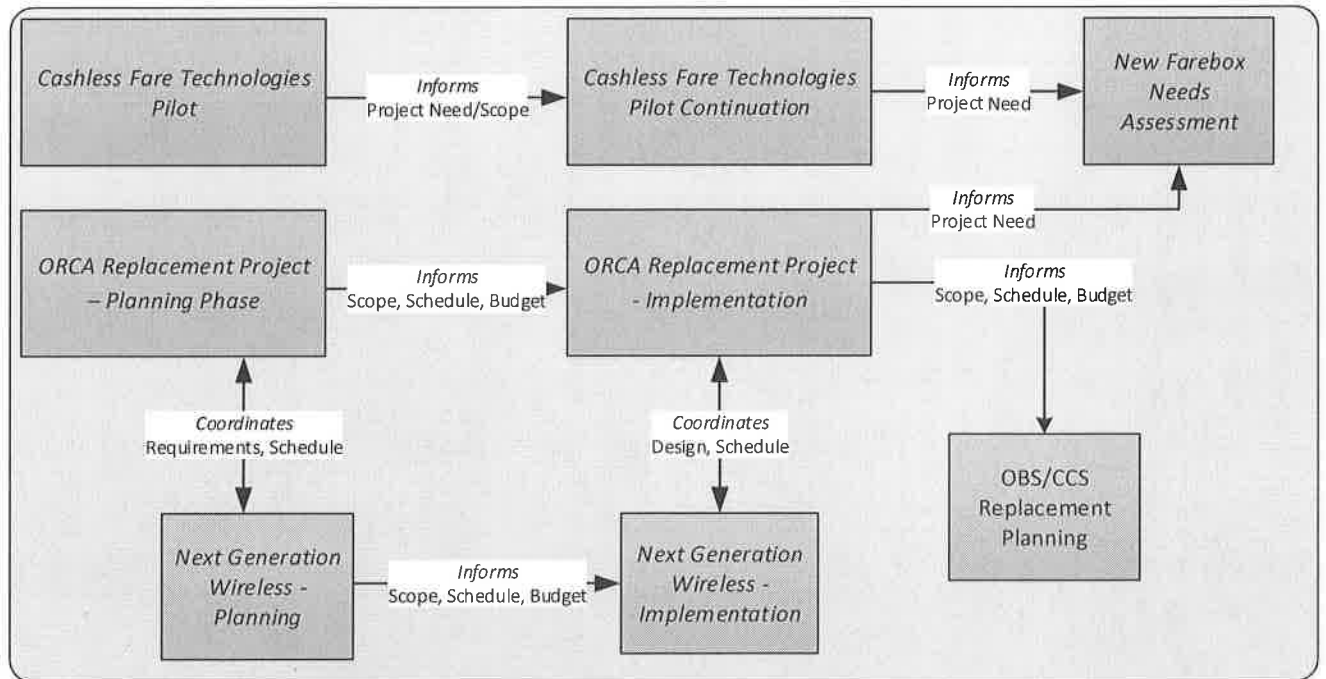 Cashless Fare Technologies
Pilot
Informs
Project Need/Scope
Cashless Fare Technologies
Pilot Continuation
Informs
Project Need
New Farebox
Needs
Assessment
ORCA Replacement Project
– Planning Phase
Informs
Scope, Schedule, Budget
ORCA Replacement Project
- Implementation
Informs
Project Need
Informs
Scope, Schedule, Budget
Coordinates
Requirements, Schedule
Coordinates
Design, Schedule
OBS/CCS
Replacement
Planning
Next Generation
Wireless -
Planning
Informs
Scope, Schedule, Budget
Next Generation
Wireless -
Implementation